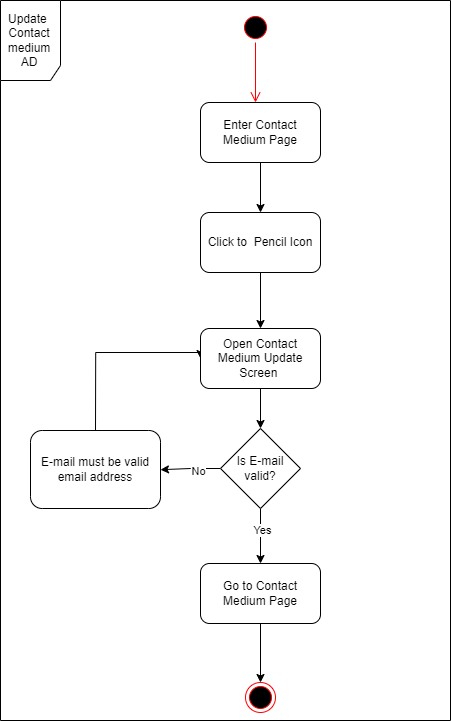 Update
Contact
medium
AD
Enter Contact
Medium Page
Click to  Pencil Icon
Open Contact
Medium Update
Screen
E-mail must be valid
email address
No
Is E-mail
valid?
Yes
Go to Contact
Medium Page